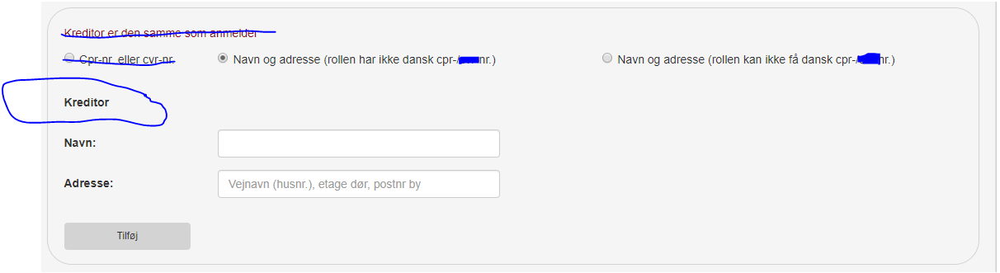 Kreditor er den samme som anmelder
Cpr-nr. eller cvr-nr. Navn og adresse (rollen har ikke dansk cpr-/ nr.) Navn og adresse (rollen kan ikke få dansk cpr-/ nr.)
Kreditor
Navn:
Adresse: Vejnavn (husnr.), etage dør, postnr by
Tilføj